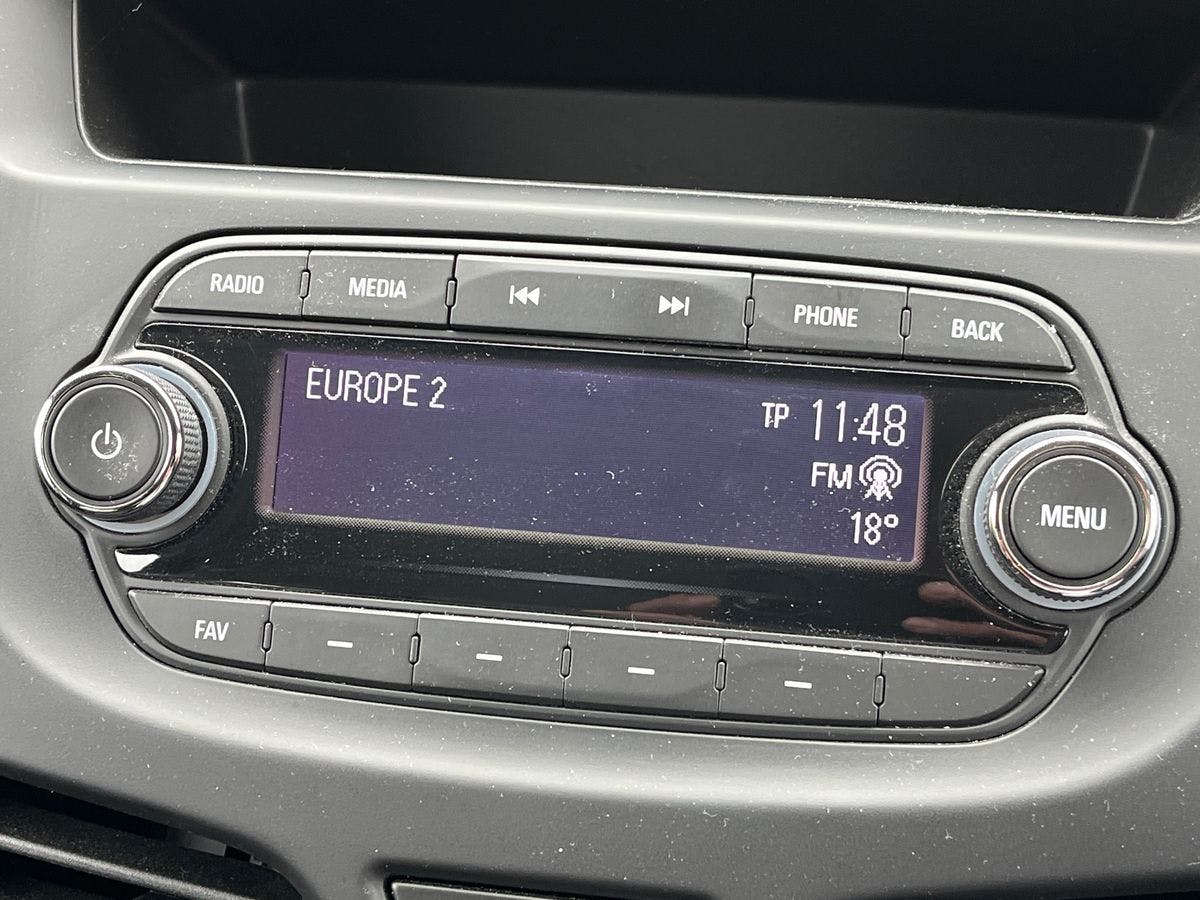 RADIO MEDIA PHONE BACK
EUROPE 2
TP 11:48
FM
18°
MENU
FAV